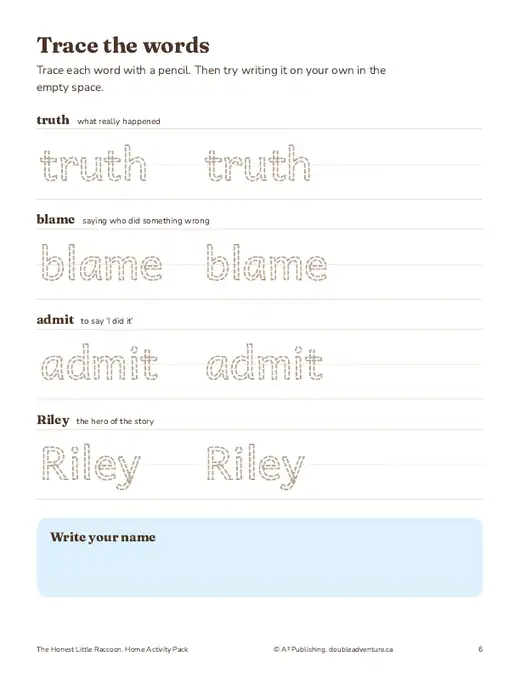 Trace the words
Trace each word with a pencil. Then try writing it on your own in the
empty space.
truth what really happened
truth truth
blame saying who did something wrong
blame blame
admit to say 'I did it'
admit admit
Riley the hero of the story
Riley Riley
Write your name
The Honest Little Raccoon, Home Activity Pack © A² Publishing, doubleadventure.ca 6